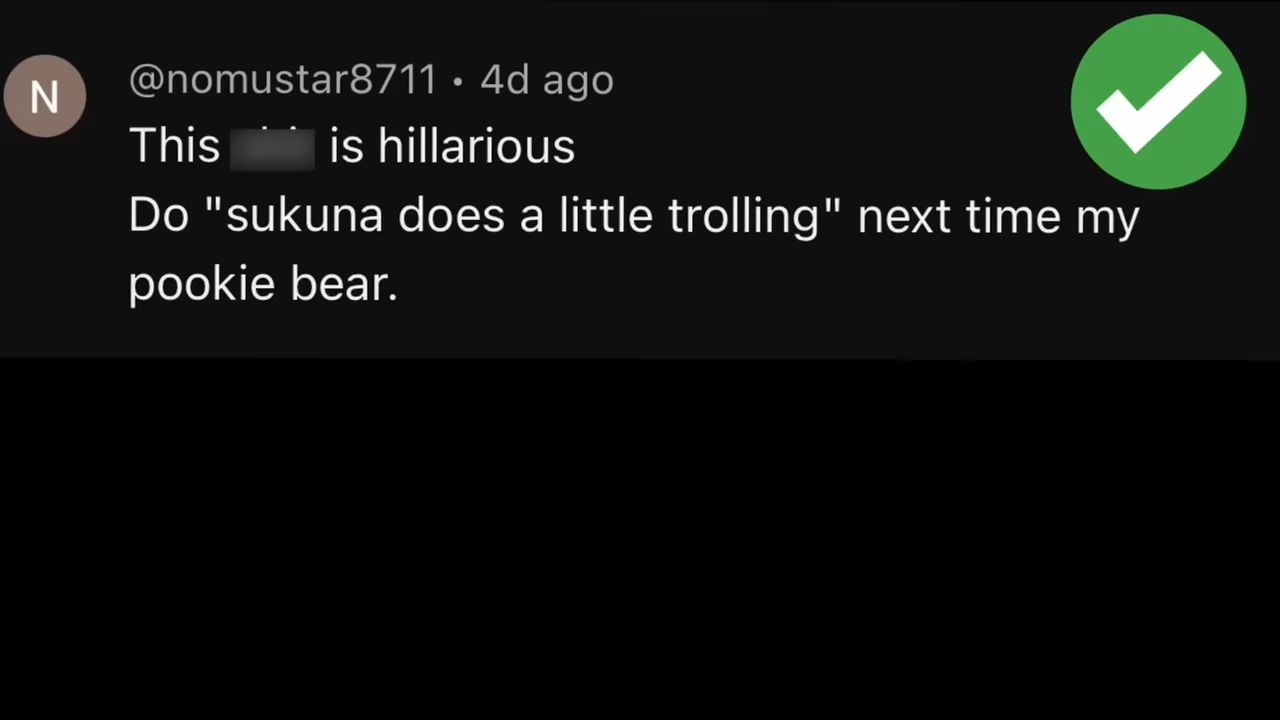 N
@nomustar8711 • 4d ago
This is hillarious
Do "sukuna does a little trolling" next time my
pookie bear.